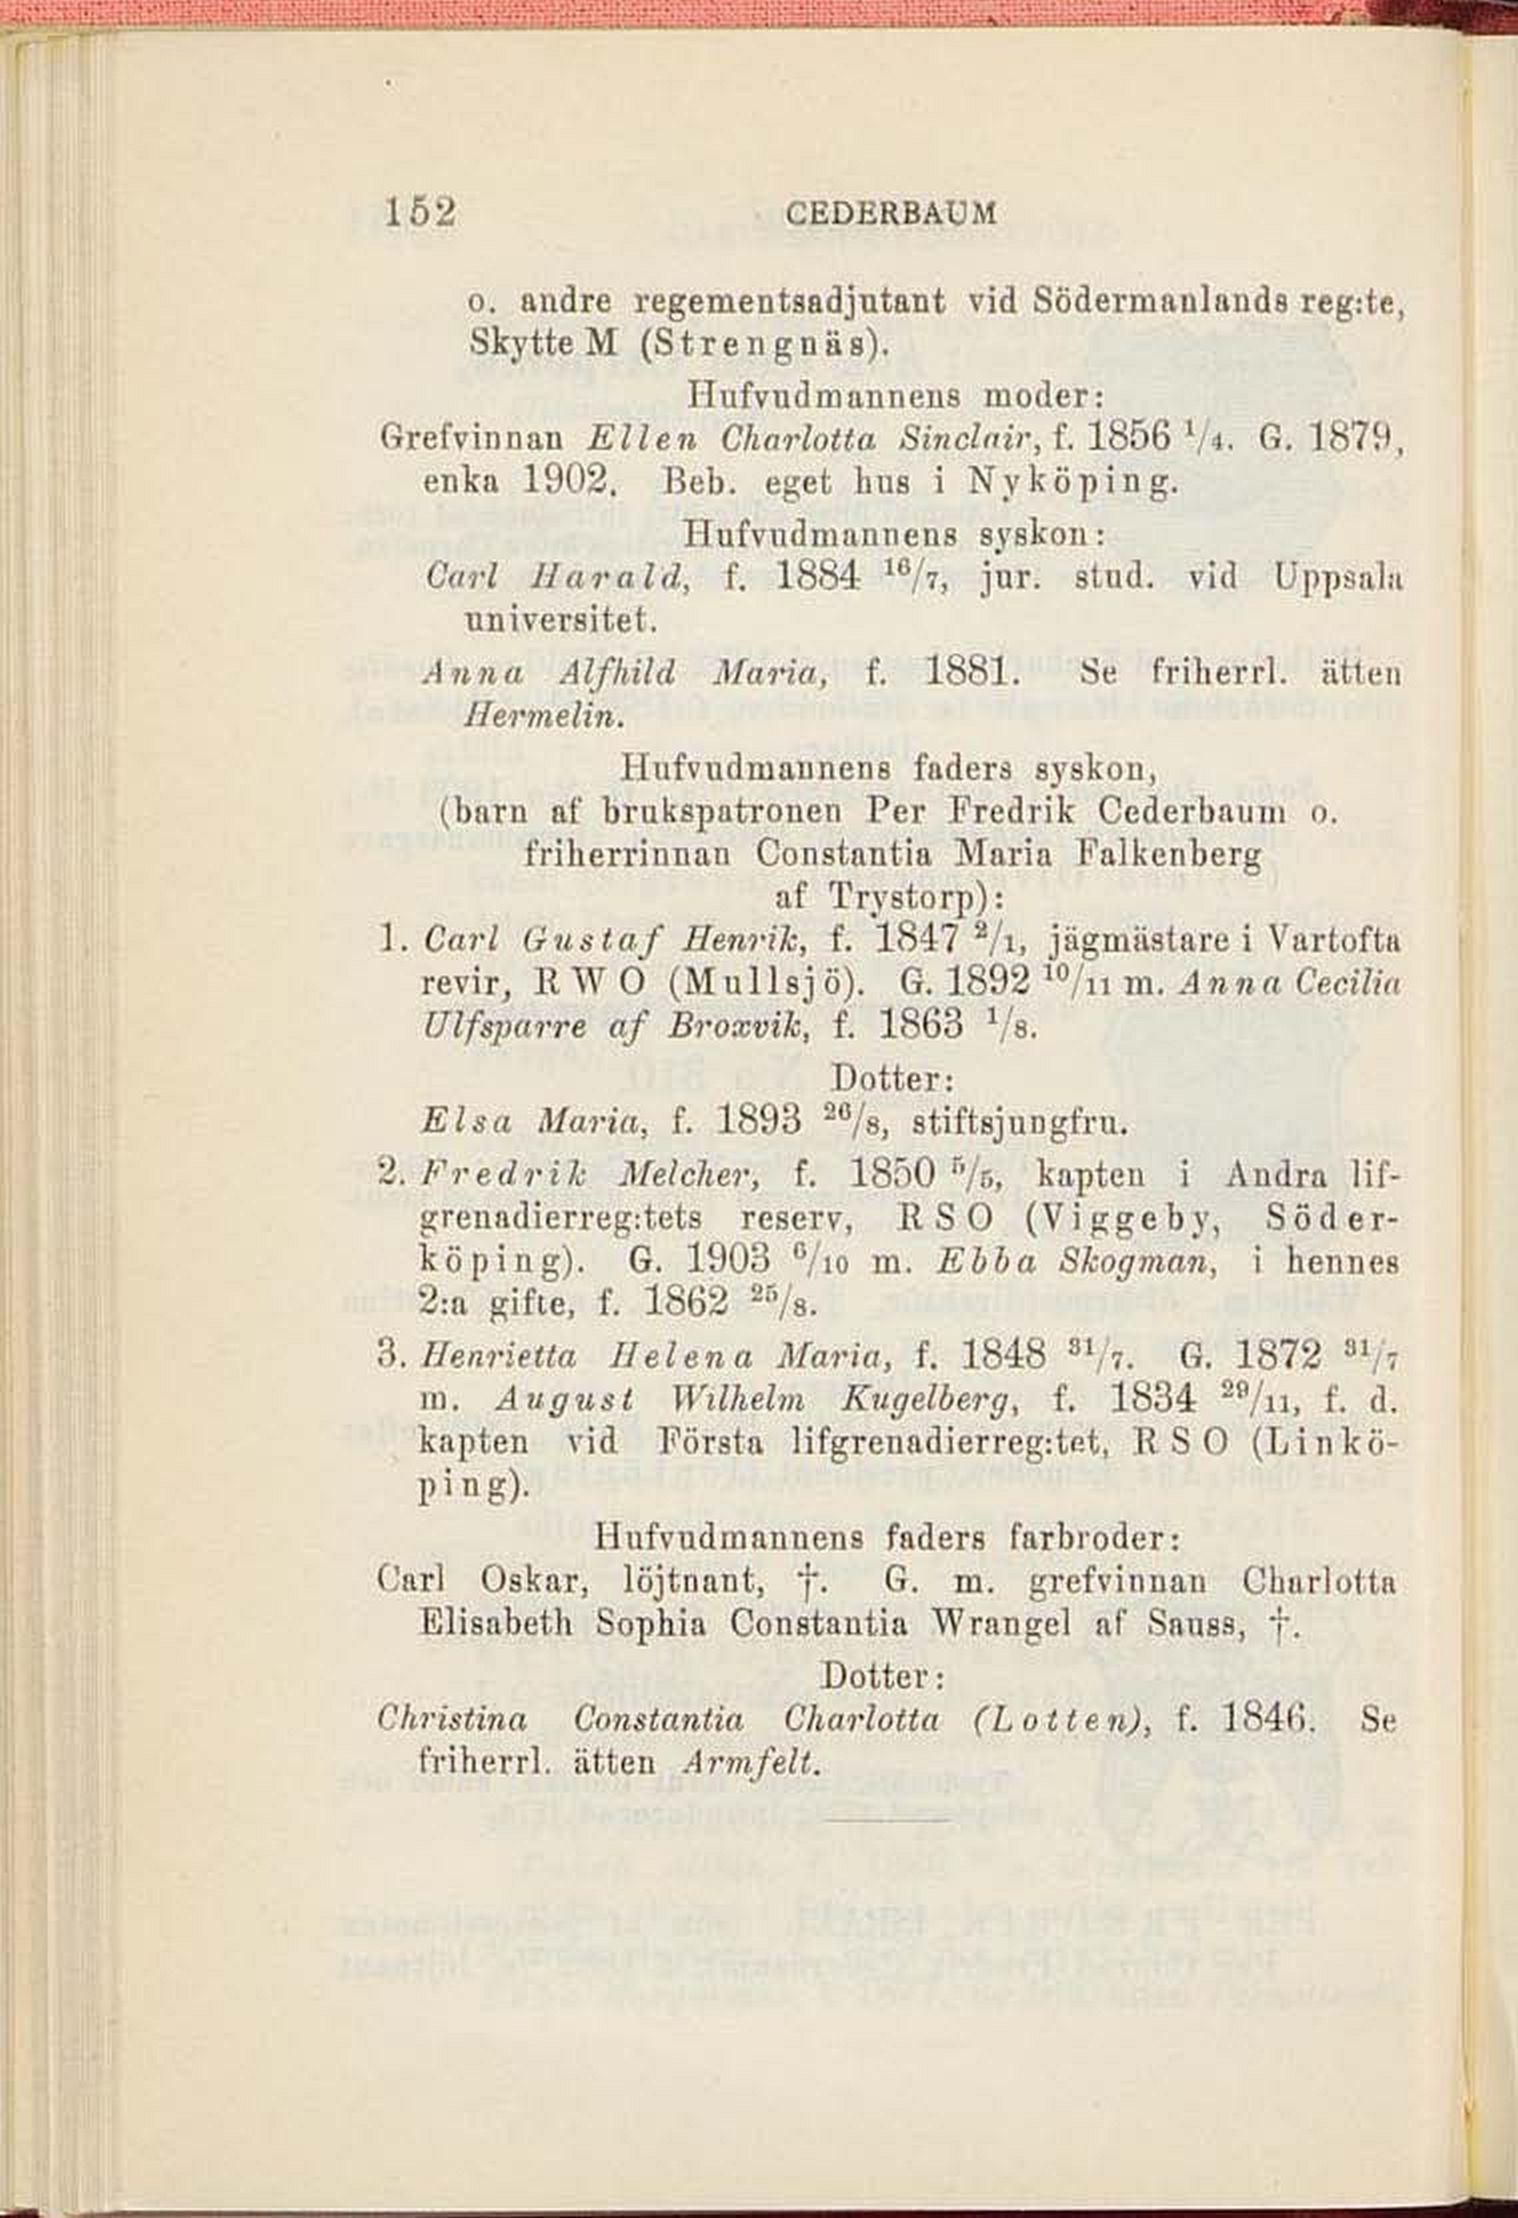 152 CEDERBAUM
o. andre regementsadjutant vid Södermanlands reg:te,
Skytte M (Strengnäs).
Hufvudmannens moder:
Grefvinnan Ellen Charlotta Sinclair, f. 1856 1/4. G. 1879,
enka 1902. Beb. eget hus i Nyköping.
Hufvudmannens syskon:
Carl Harald, f. 1884 16/7, jur. stud. vid Uppsala
universitet.
Anna Alfhild Maria, f. 1881. Se friherrl. ätten
Hermelin.
Hufvudmannens faders syskon,
(barn af brukspatronen Per Fredrik Cederbaum o.
friherrinnan Constantia Maria Falkenberg
af Trystorp):
1. Carl Gustaf Henrik, f. 1847 2/1, jägmästare i Vartofta
revir, RWO (Mullsjö). G. 1892 10/11 m. Anna Cecilia
Ulfsparre af Broxvik, f. 1863 1/8.
Dotter:
Elsa Maria, f. 1893 26/8, stiftsjungfru.
2. Fredrik Melcher, f. 1850 5/5, kapten i Andra lif-
grenadierreg:tets reserv, RSO (Viggeby, Söder-
köping). G. 1903 6/10 m. Ebba Skogman, i hennes
2:a gifte, f. 1862 25/8.
3. Henrietta Helena Maria, f. 1848 31/7. G. 1872 31/7
m. August Wilhelm Kugelberg, f. 1834 29/11, f. d.
kapten vid Första lifgrenadierreg:tet, RSO (Linkö-
ping).
Hufvudmannens faders farbroder:
Carl Oskar, löjtnant, †. G. m. grefvinnan Charlotta
Elisabeth Sophia Constantia Wrangel af Sauss, †.
Dotter:
Christina Constantia Charlotta (Lotten), f. 1846. Se
friherrl. ätten Armfelt.